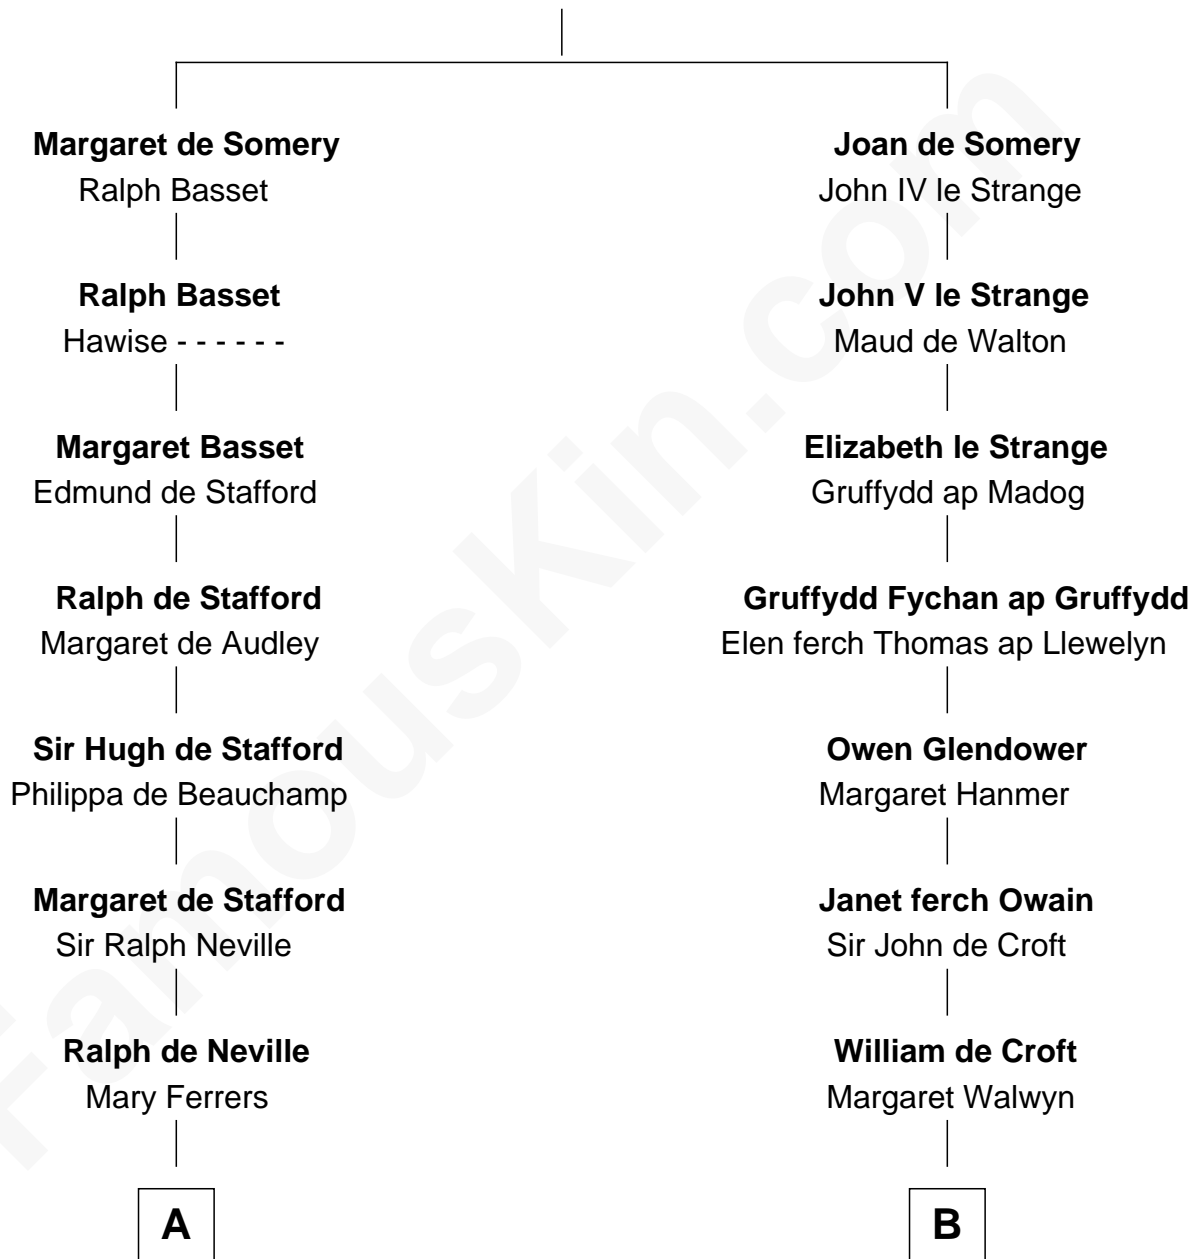 Margaret de Somery
Ralph Basset
Ralph Basset
Hawise - - - - - -
Margaret Basset
Edmund de Stafford
Ralph de Stafford
Margaret de Audley
Sir Hugh de Stafford
Philippa de Beauchamp
Margaret de Stafford
Sir Ralph Neville
Ralph de Neville
Mary Ferrers
A
Joan de Somery
John IV le Strange
John V le Strange
Maud de Walton
Elizabeth le Strange
Gruffydd ap Madog
Gruffydd Fychan ap Gruffydd
Elen ferch Thomas ap Llewelyn
Owen Glendower
Margaret Hanmer
Janet ferch Owain
Sir John de Croft
William de Croft
Margaret Walwyn
B
FamousKin.com